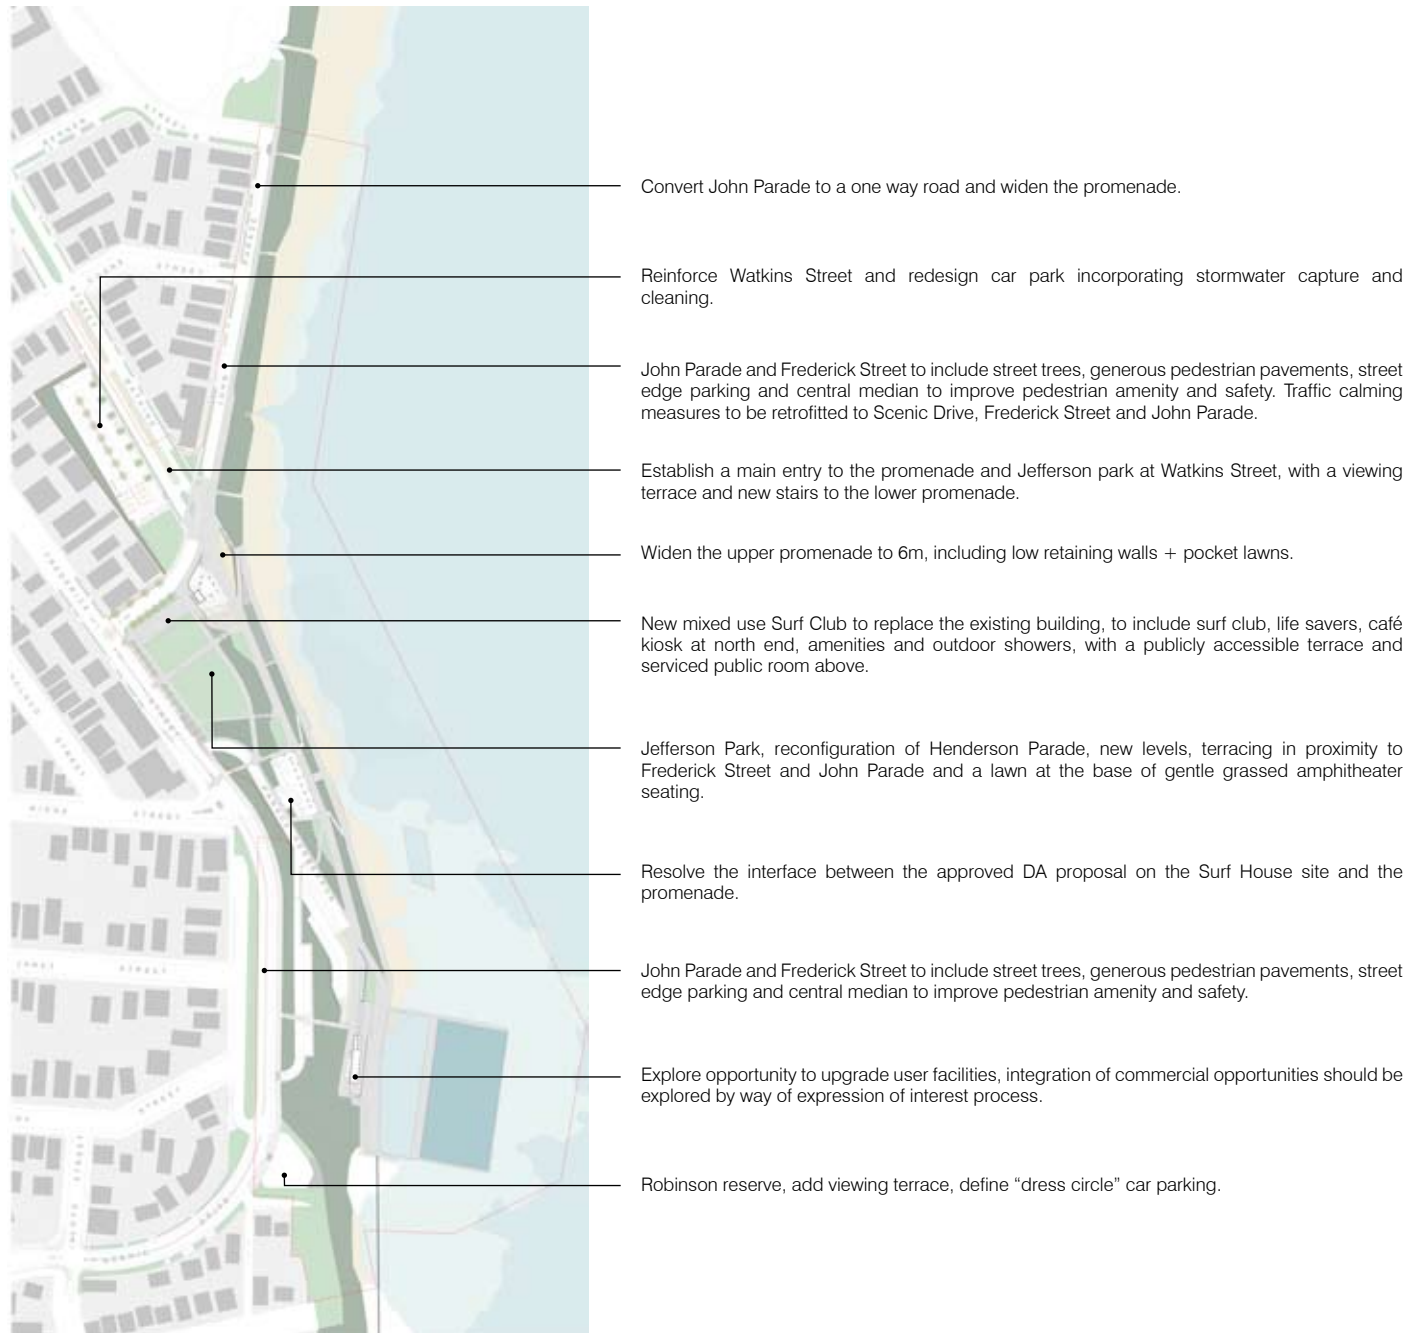 Convert John Parade to a one way road and widen the promenade.
Reinforce Watkins Street and redesign car park incorporating stormwater capture and
cleaning.
John Parade and Frederick Street to include street trees, generous pedestrian pavements, street
edge parking and central median to improve pedestrian amenity and safety. Traffic calming
measures to be retrofitted to Scenic Drive, Frederick Street and John Parade.
Establish a main entry to the promenade and Jefferson park at Watkins Street, with a viewing
terrace and new stairs to the lower promenade.
Widen the upper promenade to 6m, including low retaining walls + pocket lawns.
New mixed use Surf Club to replace the existing building, to include surf club, life savers, café
kiosk at north end, amenities and outdoor showers, with a publicly accessible terrace and
serviced public room above.
Jefferson Park, reconfiguration of Henderson Parade, new levels, terracing in proximity to
Frederick Street and John Parade and a lawn at the base of gentle grassed amphitheater
seating.
Resolve the interface between the approved DA proposal on the Surf House site and the
promenade.
John Parade and Frederick Street to include street trees, generous pedestrian pavements, street
edge parking and central median to improve pedestrian amenity and safety.
Explore opportunity to upgrade user facilities, integration of commercial opportunities should be
explored by way of expression of interest process.
Robinson reserve, add viewing terrace, define “dress circle” car parking.
STREET
PARADE
STREET
STREET
STREET
JANET STREET
STREET